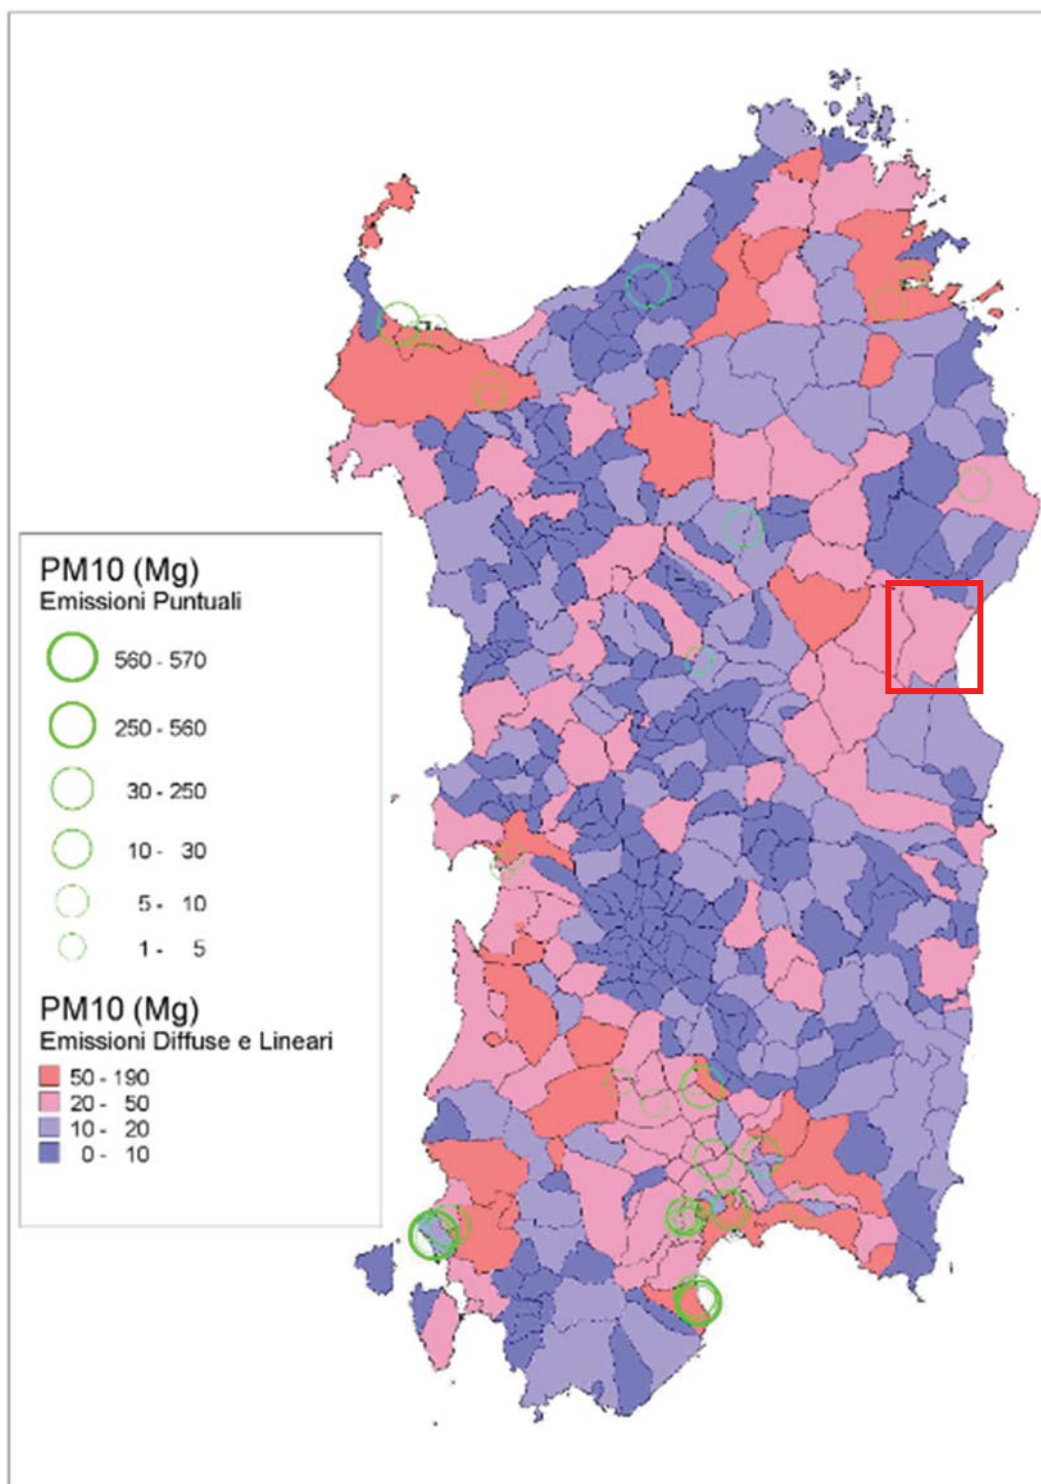 PM10 (Mg)
Emissioni Puntuali
560 - 570
250 - 560
30 - 250
10 - 30
5 - 10
1 - 5
PM10 (Mg)
Emissioni Diffuse e Lineari
50 - 190
20 - 50
10 - 20
0 - 10